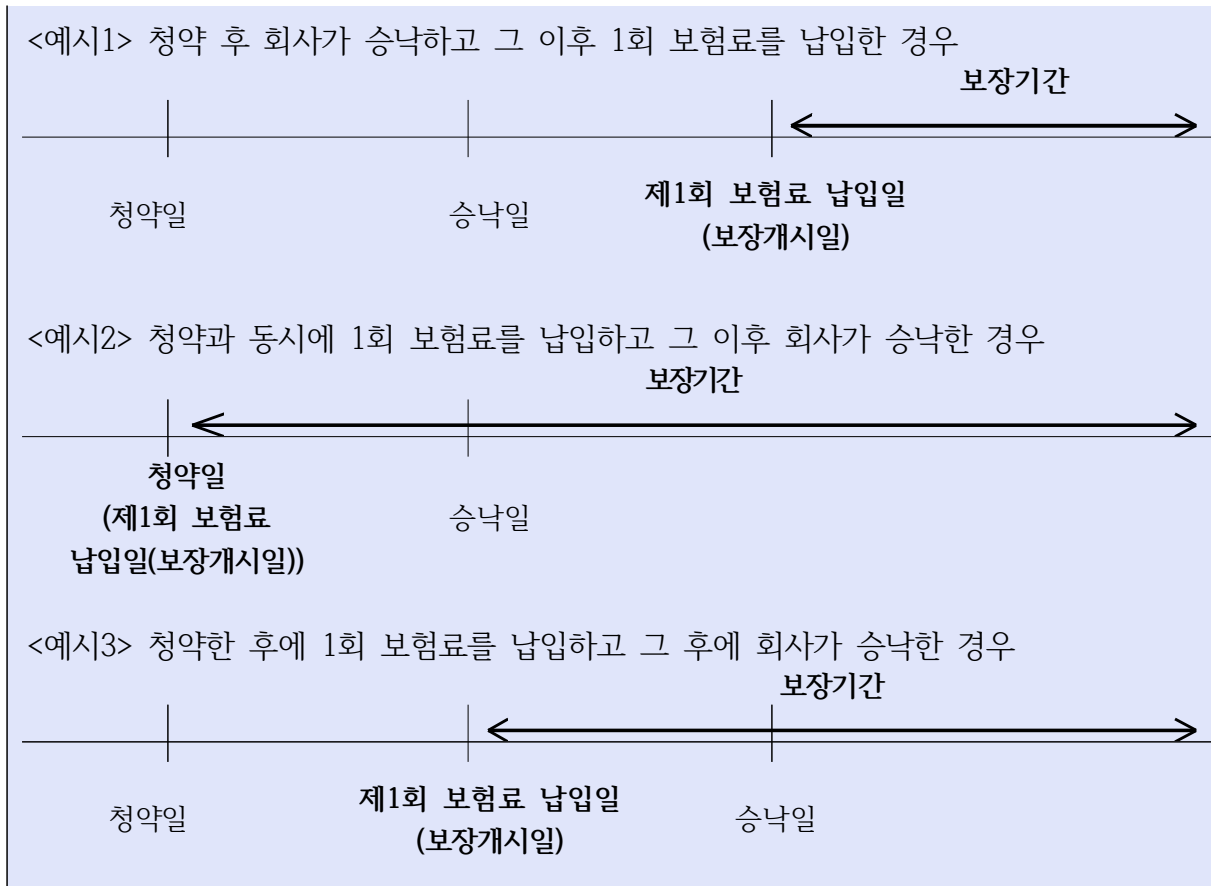 <예시1> 청약 후 회사가 승낙하고 그 이후 1회 보험료를 납입한 경우
보장기간
청약일
승낙일
제1회 보험료 납입일
(보장개시일)
<예시2> 청약과 동시에 1회 보험료를 납입하고 그 이후 회사가 승낙한 경우
보장기간
청약일
(제1회 보험료
납입일(보장개시일))
승낙일
<예시3> 청약한 후에 1회 보험료를 납입하고 그 후에 회사가 승낙한 경우
보장기간
청약일
제1회 보험료 납입일
(보장개시일)
승낙일